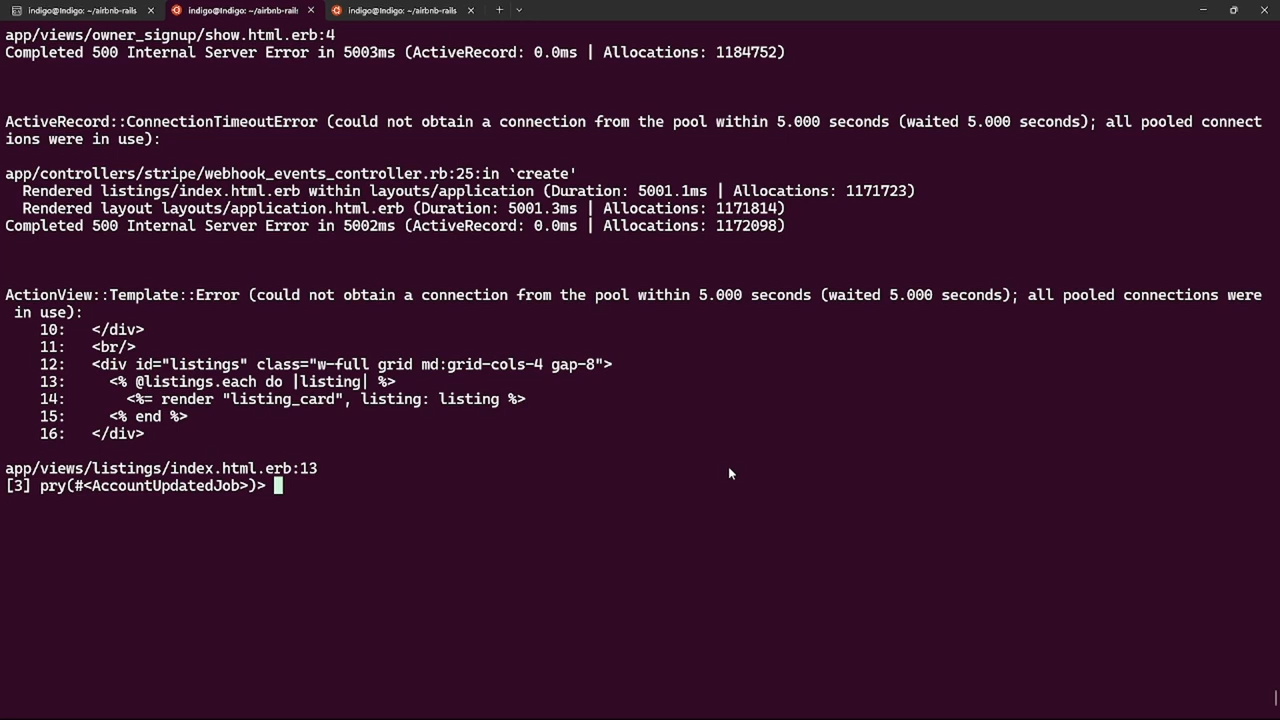 indigo@Indigo: ~/airbnb-rails
indigo@Indigo: ~/airbnb-rails
indigo@Indigo: ~/airbnb-rails
app/views/owner_signup/show.html.erb:4
Completed 500 Internal Server Error in 5003ms (ActiveRecord: 0.0ms | Allocations: 1184752)
ActiveRecord::ConnectionTimeoutError (could not obtain a connection from the pool within 5.000 seconds (waited 5.000 seconds); all pooled connect
ions were in use):
app/controllers/stripe/webhook_events_controller.rb:25:in `create'
Rendered listings/index.html.erb within layouts/application (Duration: 5001.1ms | Allocations: 1171723)
Rendered layout layouts/application.html.erb (Duration: 5001.3ms | Allocations: 1171814)
Completed 500 Internal Server Error in 5002ms (ActiveRecord: 0.0ms | Allocations: 1172098)
ActionView::Template::Error (could not obtain a connection from the pool within 5.000 seconds (waited 5.000 seconds); all pooled connections were
in use):
10: </div>
11: <br/>
12: <div id="listings" class="w-full grid md:grid-cols-4 gap-8">
13: <% @listings.each do |listing| %>
14: <%= render "listing_card", listing: listing %>
15: <% end %>
16: </div>
app/views/listings/index.html.erb:13
[3] pry(#<AccountUpdatedJob>)>